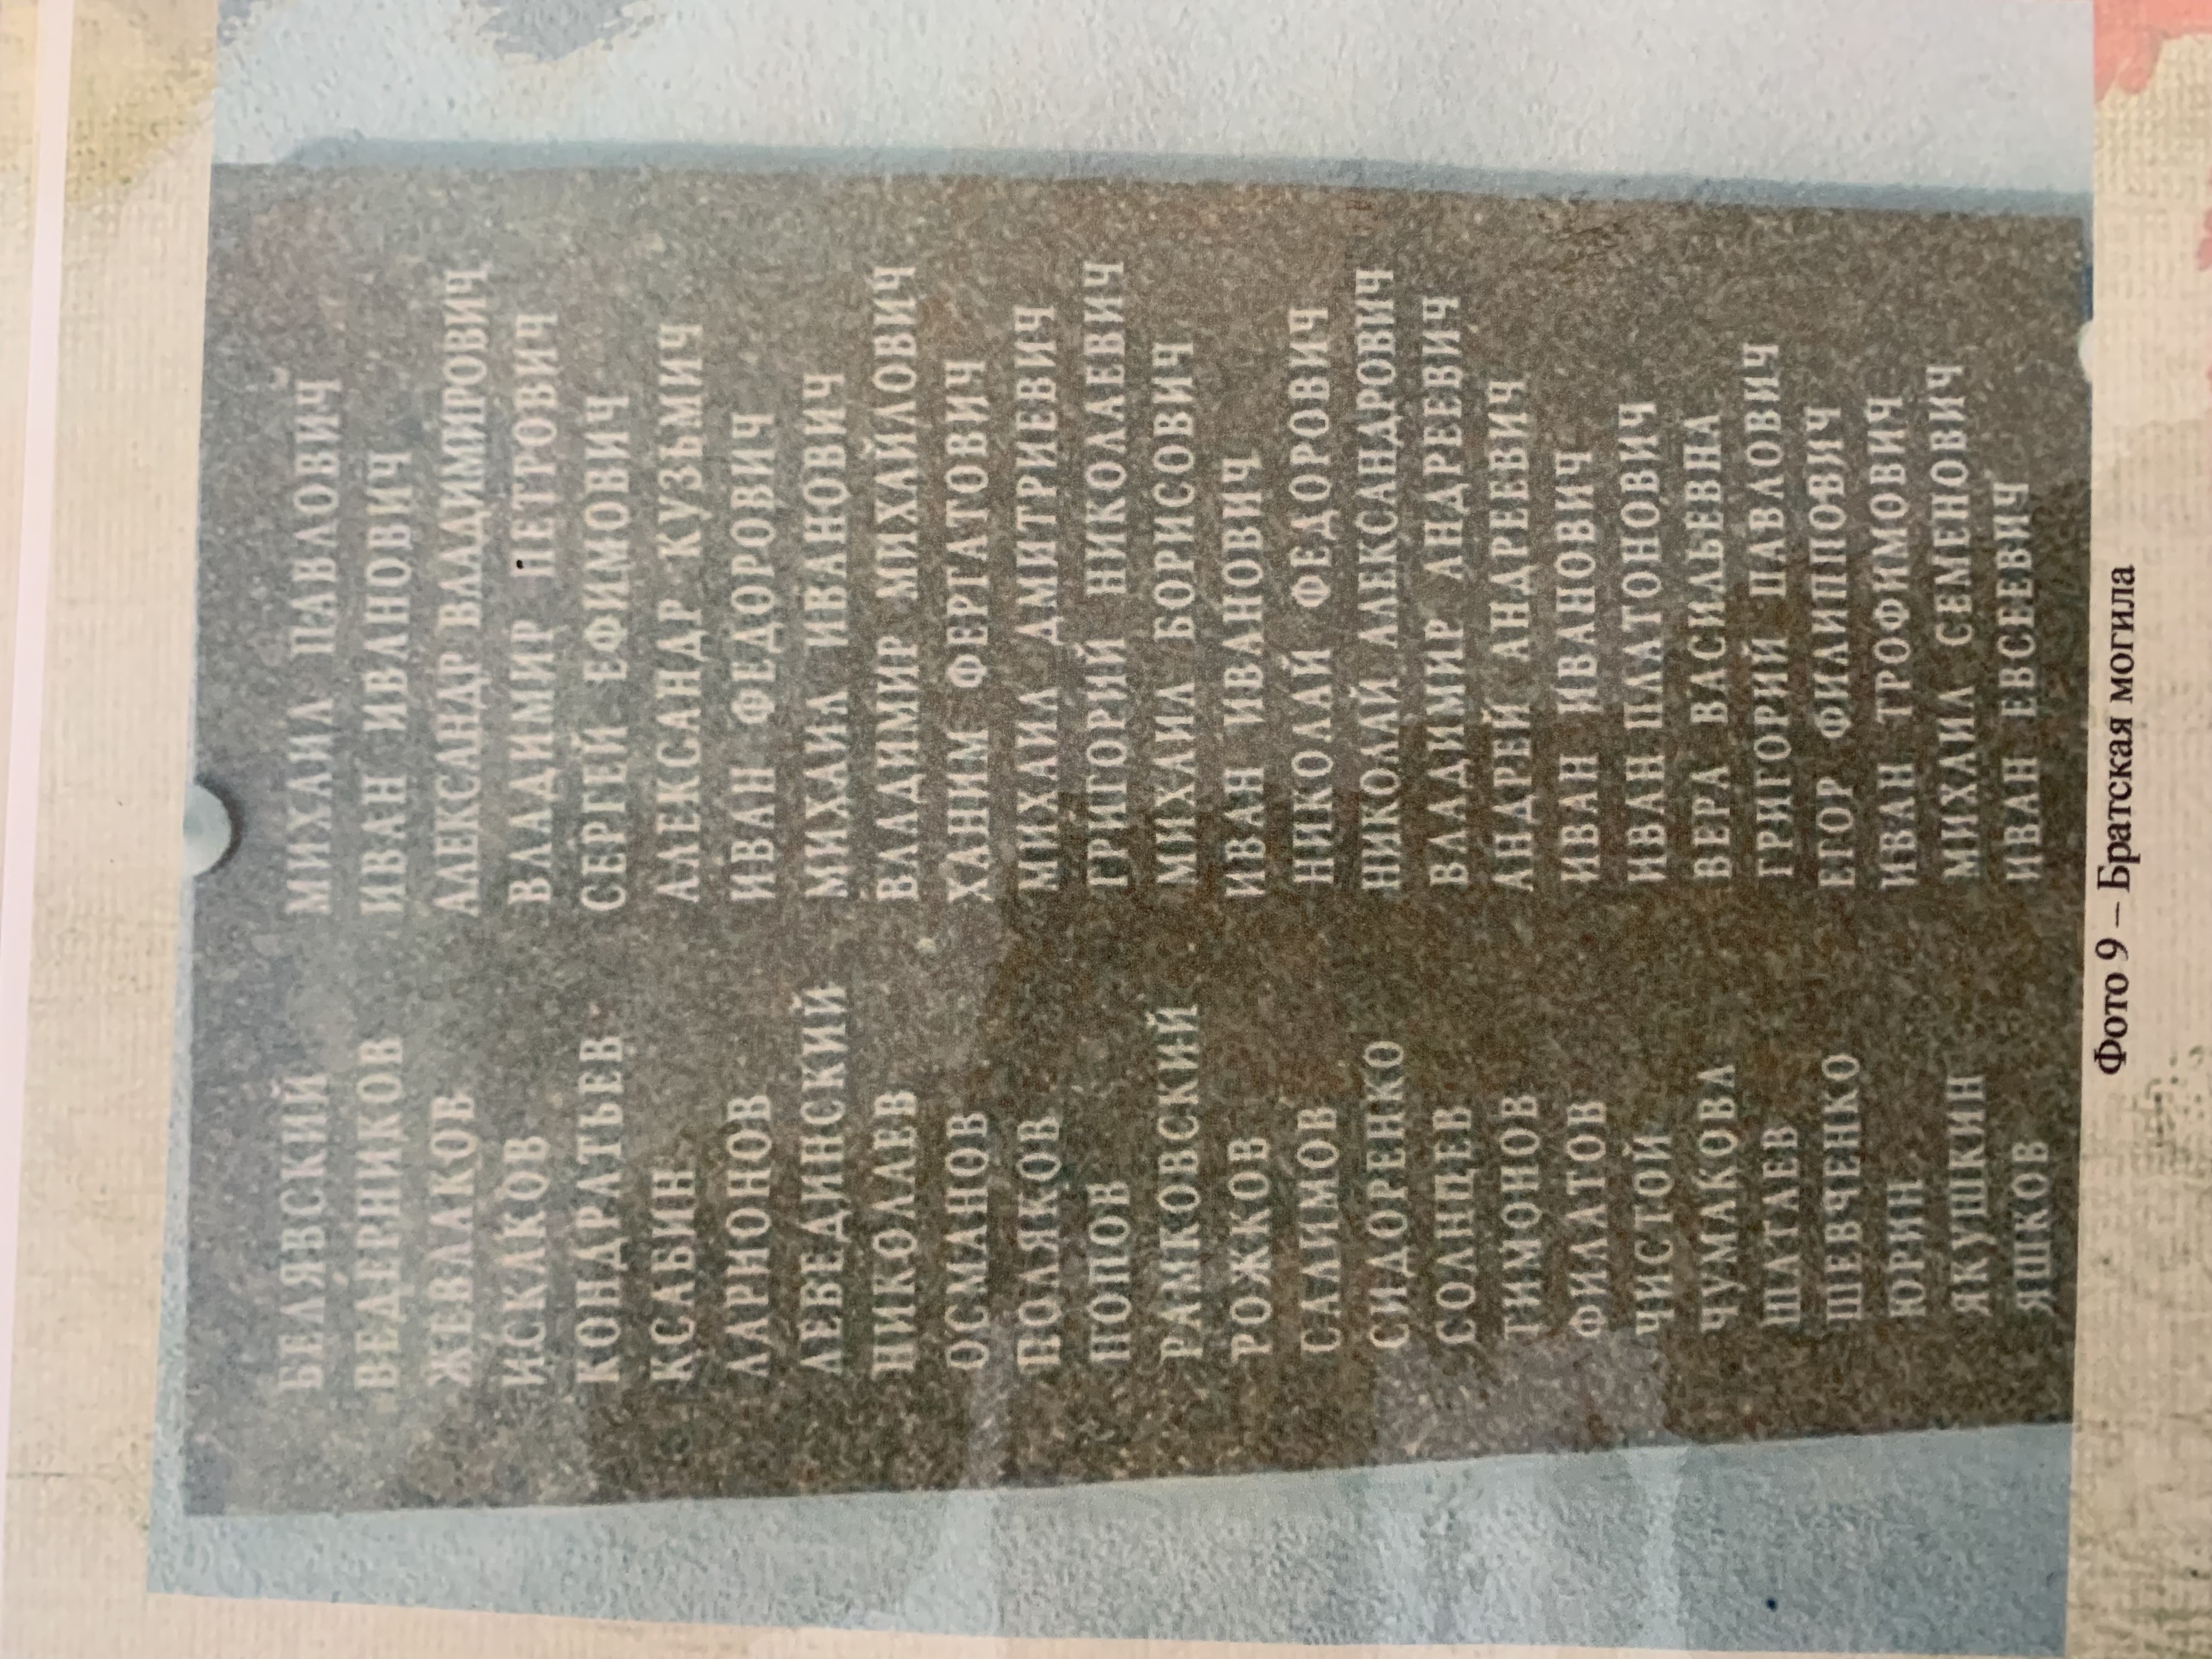 БЕЛЯВСКИЙ МИХАИЛ ПАВЛОВИЧ
ВЕДЕРНИКОВ ИВАН ИВАНОВИЧ
ЖЕВЛАКОВ АЛЕКСАНДР ВЛАДИМИРОВИЧ
ИСКАКОВ ВЛАДИМИР ПЕТРОВИЧ
КОНДРАТЬЕВ СЕРГЕЙ ЕФИМОВИЧ
КСАБИН АЛЕКСАНДР КУЗЬМИЧ
ЛАРИОНОВ ИВАН ФЕДОРОВИЧ
ЛЕВЕДИНСКИЙ МИХАИЛ ИВАНОВИЧ
НИКОЛАЕВ ВЛАДИМИР МИХАЙЛОВИЧ
ОСМАНОВ ХАНИМ ФЕРГАТОВИЧ
ПОЛЯКОВ МИХАИЛ ДМИТРИЕВИЧ
ПОПОВ ГРИГОРИЙ НИКОЛАЕВИЧ
РАМКОВСКИЙ МИХАИЛ БОРИСОВИЧ
РОЖКОВ ИВАН ИВАНОВИЧ
САЛИМОВ НИКОЛАЙ ФЕДОРОВИЧ
СИДОРЕНКО НИКОЛАЙ АЛЕКСАНДРОВИЧ
СОЛНЦЕВ ВЛАДИМИР АНДРЕЕВИЧ
ТИМОНОВ АНДРЕЙ АНДРЕЕВИЧ
ФИЛАТОВ ИВАН ИВАНОВИЧ
ЧИСТОЙ ИВАН ПЛАТОНОВИЧ
ЧУМАКОВА ВЕРА ВАСИЛЬЕВНА
ШАТАЕВ ГРИГОРИЙ ПАВЛОВИЧ
ШЕВЧЕНКО ЕГОР ФИЛИППОВИЧ
ЮРИН ИВАН ТРОФИМОВИЧ
ЯКУШКИН МИХАИЛ СЕМЕНОВИЧ
ЯШКОВ ИВАН ЕВСЕЕВИЧ
Фото 9 – Братская могила